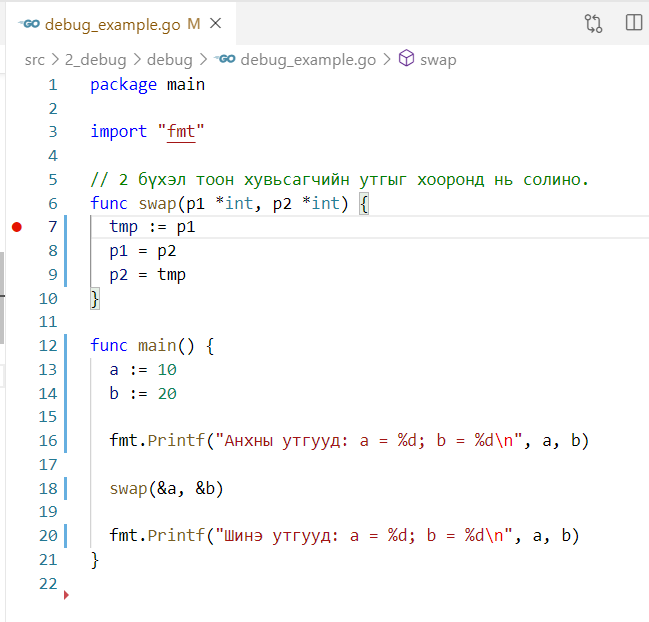 GO debug_example.go M
src > 2_debug > debug > GO debug_example.go > swap
1 package main
2
3 import "fmt"
4
5 // 2 бүхэл тоон хувьсагчийн утгыг хооронд нь солино.
6 func swap(p1 *int, p2 *int) {
7 tmp := p1
8 p1 = p2
9 p2 = tmp
10 }
11
12 func main() {
13 a := 10
14 b := 20
15
16 fmt.Printf("Анхны утгууд: a = %d; b = %d\n", a, b)
17
18 swap(&a, &b)
19
20 fmt.Printf("Шинэ утгууд: a = %d; b = %d\n", a, b)
21 }
22